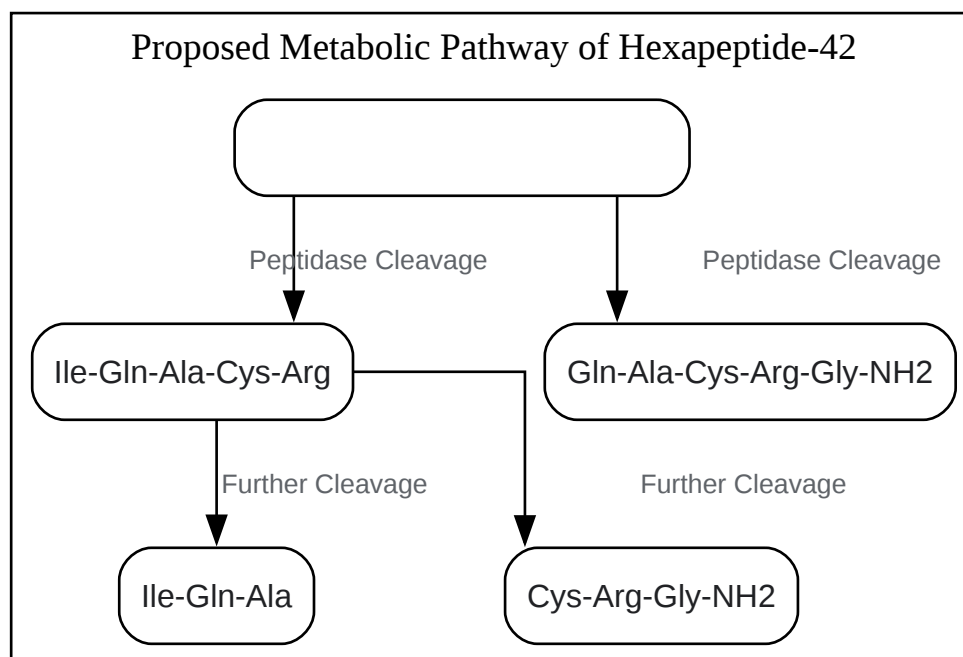 Proposed Metabolic Pathway of Hexapeptide-42
Peptidase Cleavage
Peptidase Cleavage
Ile-Gln-Ala-Cys-Arg
Gln-Ala-Cys-Arg-Gly-NH2
Further Cleavage
Further Cleavage
Ile-Gln-Ala
Cys-Arg-Gly-NH2